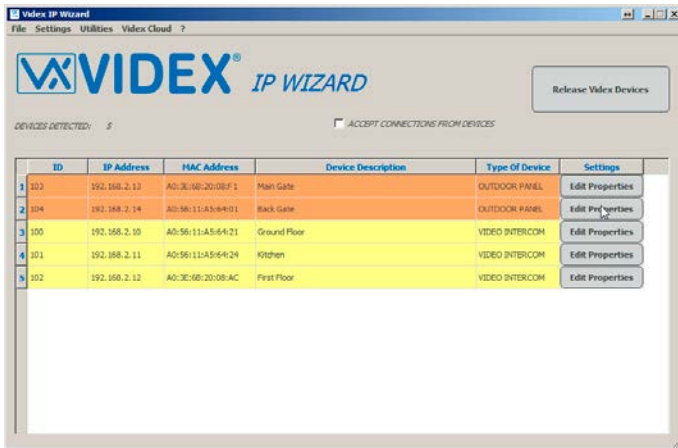 Videx IP Wizard
File Settings Utilities Videx Cloud ?
VIDEX® IP WIZARD
Release Videx Devices
DEVICES DETECTED: 5
ACCEPT CONNECTIONS FROM DEVICES
ID IP Address MAC Address Device Description Type Of Device Settings
1 103 192.168.2.13 A0:3E:6B:20:08:F1 Main Gate OUTDOOR PANEL Edit Properties
2 104 192.168.2.14 A0:56:11:A5:64:01 Back Gate OUTDOOR PANEL Edit Properties
3 100 192.168.2.10 A0:56:11:A5:64:21 Ground Floor VIDEO INTERCOM Edit Properties
4 101 192.168.2.11 A0:56:11:A5:64:24 Kitchen VIDEO INTERCOM Edit Properties
5 102 192.168.2.12 A0:3E:6B:20:08:AC First Floor VIDEO INTERCOM Edit Properties